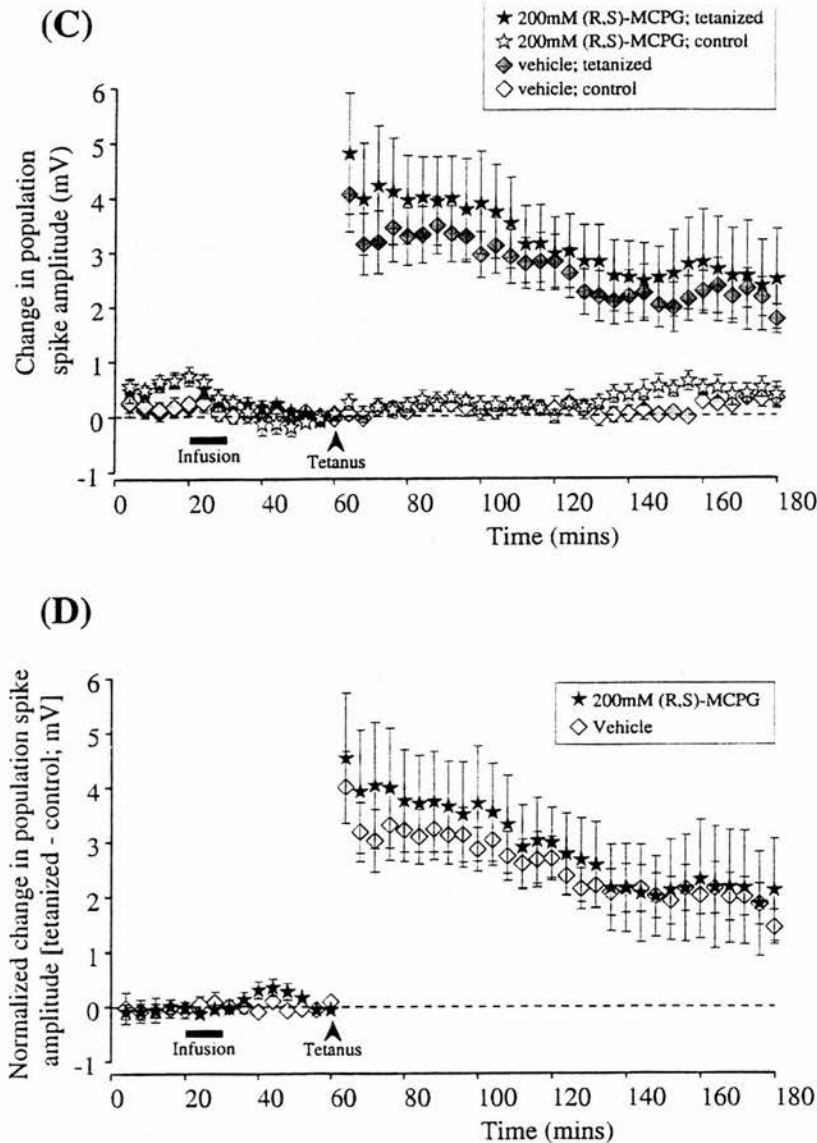 (C)
★ 200mM (R,S)-MCPG; tetanized
☆ 200mM (R,S)-MCPG; control
◈ vehicle; tetanized
◇ vehicle; control
Change in population
spike amplitude (mV)
6
5
4
3
2
1
0
-1
Infusion
Tetanus
0 20 40 60 80 100 120 140 160 180
Time (mins)
(D)
★ 200mM (R,S)-MCPG
◇ Vehicle
Normalized change in population spike
amplitude [tetanized - control; mV]
6
5
4
3
2
1
0
-1
Infusion
Tetanus
0 20 40 60 80 100 120 140 160 180
Time (mins)